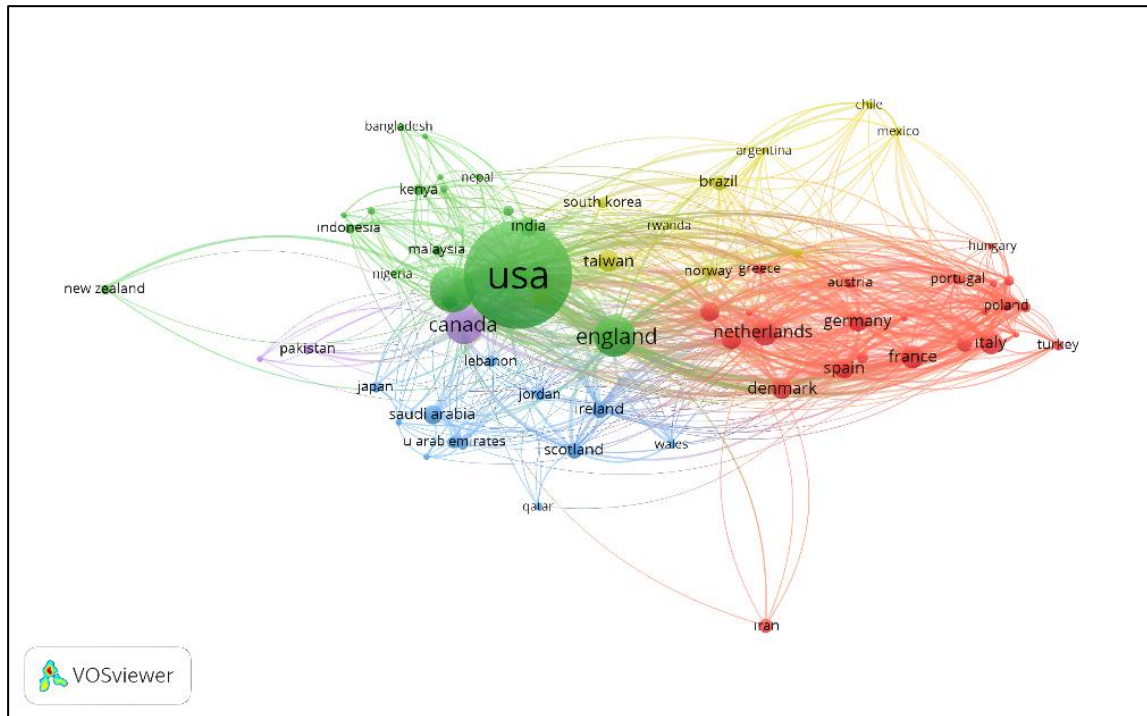 chile
bangladesh
mexico
argentina
nepal
brazil
kenya
south korea
india
rwanda
indonesia
malaysia
hungary
taiwan
usa
norway
greece
nigeria
austria
portugal
new zealand
poland
canada
england
netherlands
germany
italy
turkey
pakistan
lebanon
france
spain
japan
jordan
denmark
saudi arabia
ireland
u arab emirates
scotland
wales
qatar
iran
VOSviewer